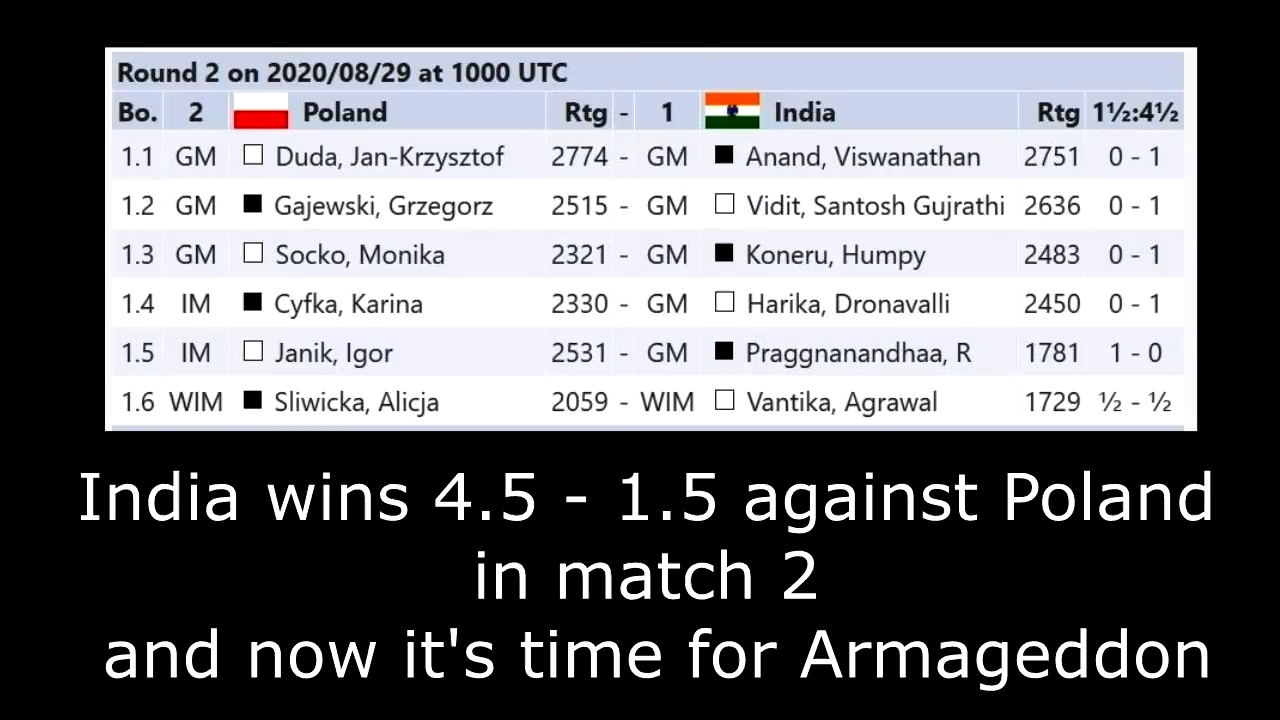 Round 2 on 2020/08/29 at 1000 UTC
Bo. 2 Poland Rtg - 1 India Rtg 1½:4½
1.1 GM Duda, Jan-Krzysztof 2774 - GM Anand, Viswanathan 2751 0 - 1
1.2 GM Gajewski, Grzegorz 2515 - GM Vidit, Santosh Gujrathi 2636 0 - 1
1.3 GM Socko, Monika 2321 - GM Koneru, Humpy 2483 0 - 1
1.4 IM Cyfka, Karina 2330 - GM Harika, Dronavalli 2450 0 - 1
1.5 IM Janik, Igor 2531 - GM Praggnanandhaa, R 1781 1 - 0
1.6 WIM Sliwicka, Alicja 2059 - WIM Vantika, Agrawal 1729 ½ - ½
India wins 4.5 - 1.5 against Poland
in match 2
and now it's time for Armageddon